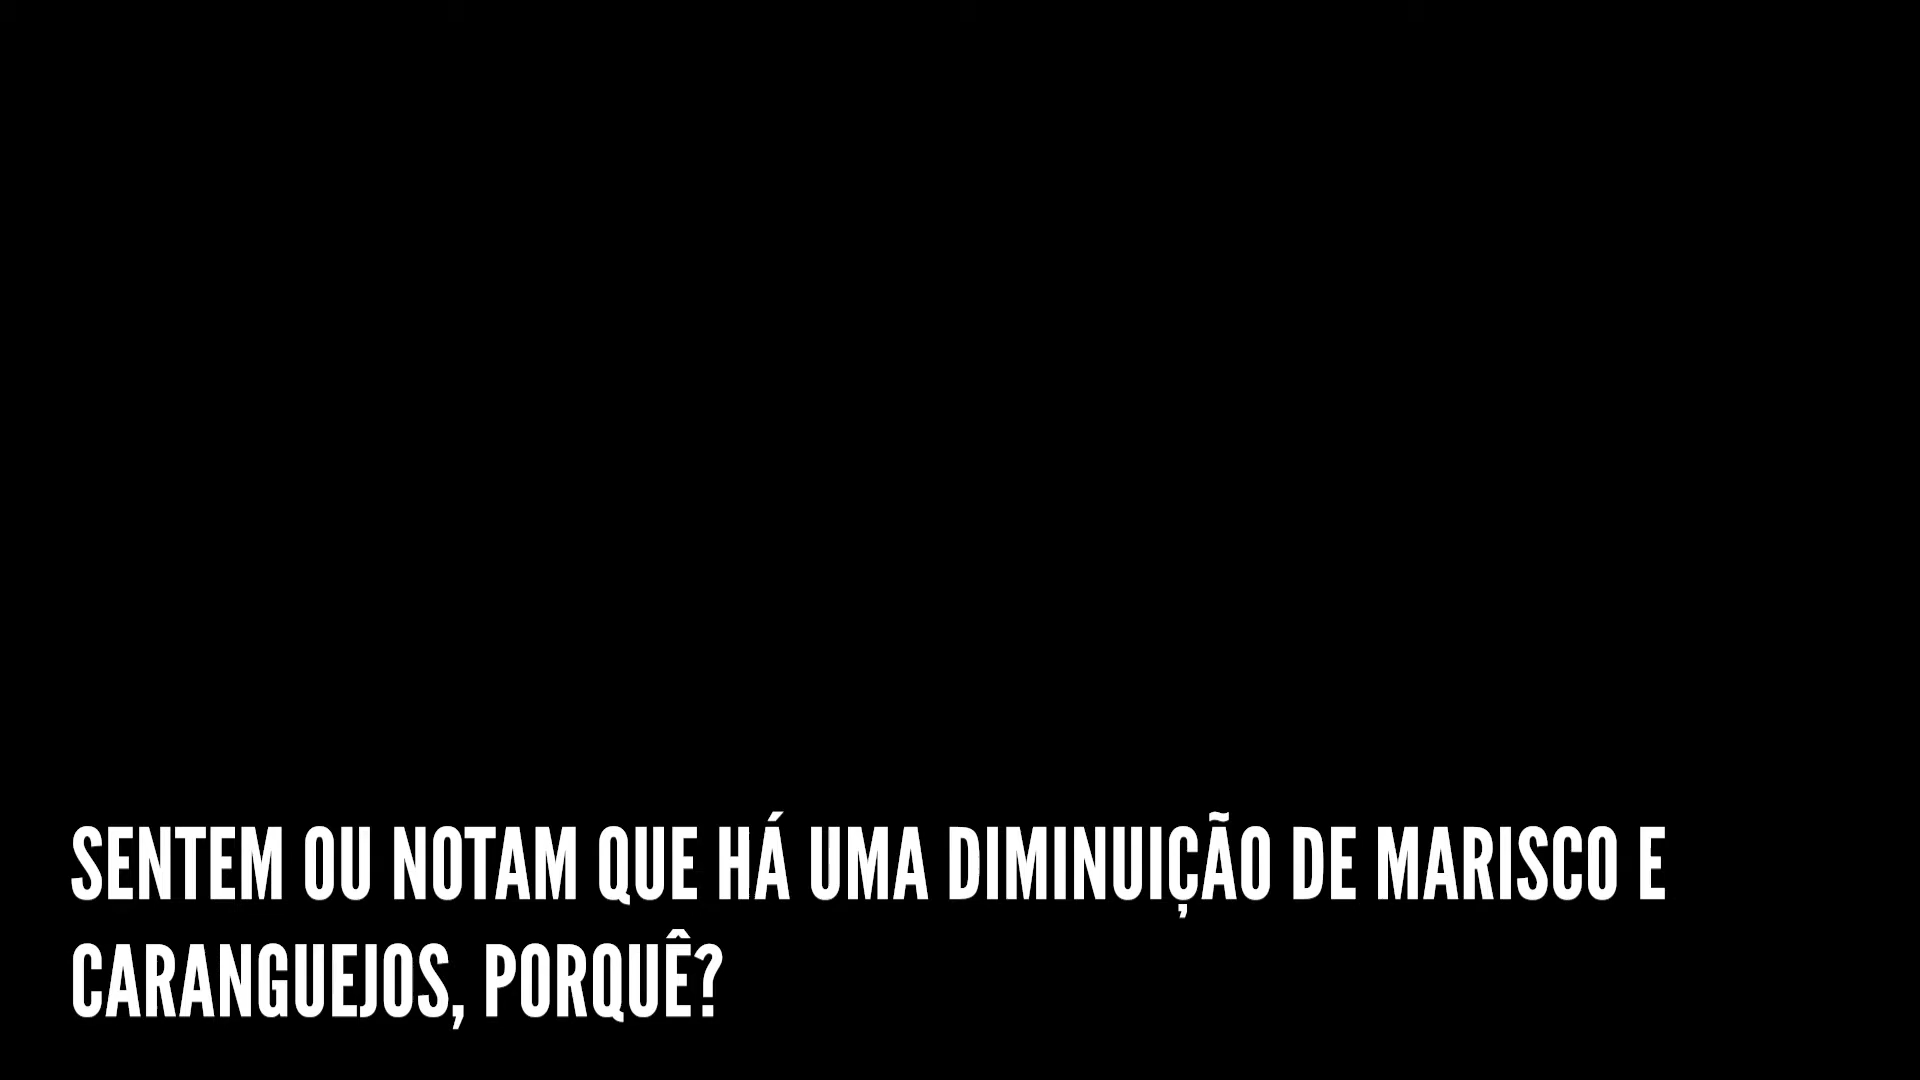 SENTEM OU NOTAM QUE HÁ UMA DIMINUIÇÃO DE MARISCO E
CARANGUEJOS, PORQUÊ?